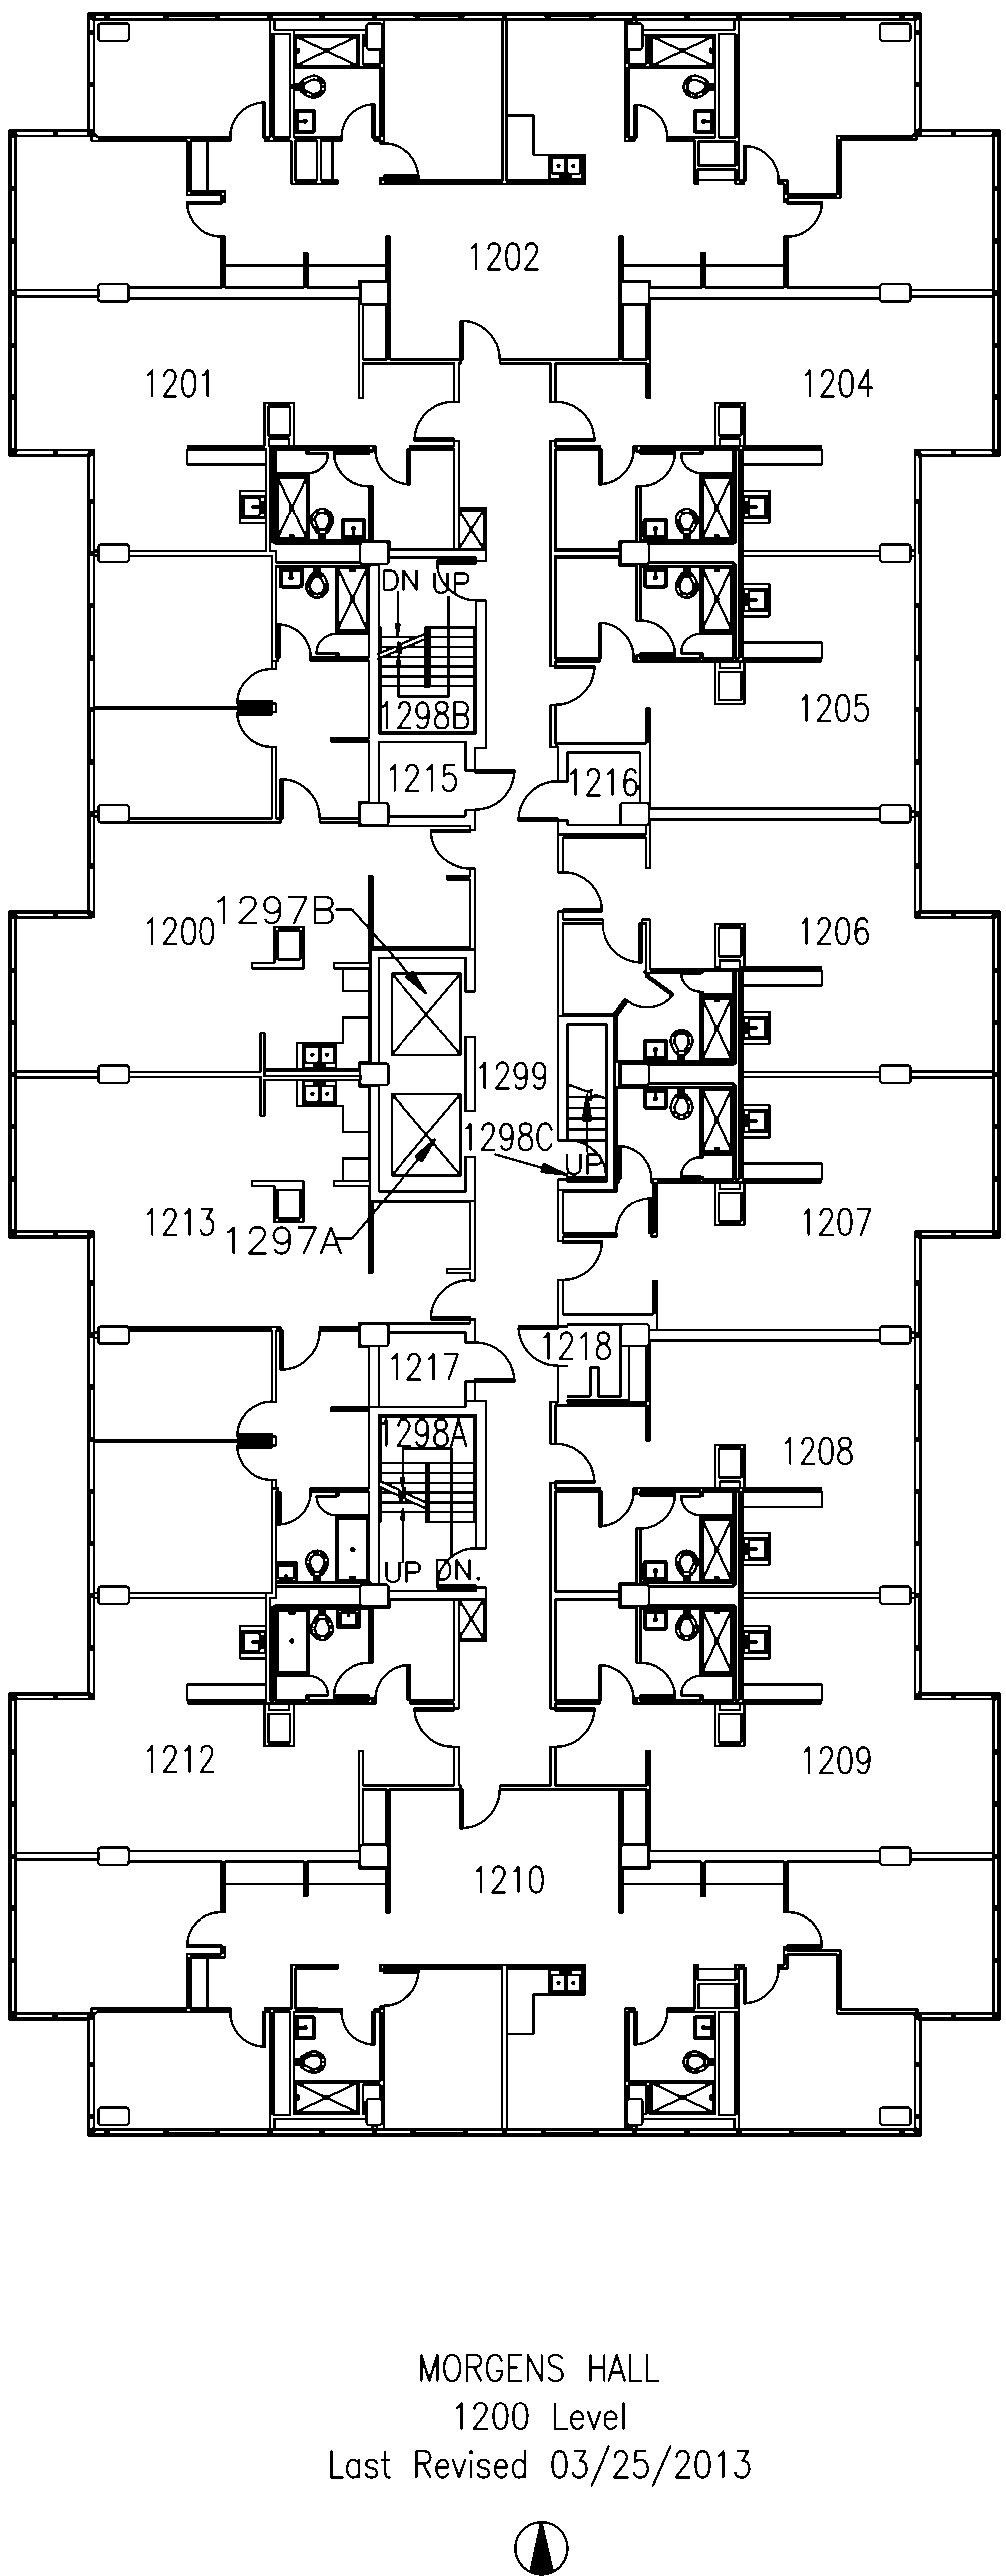 1202
1201
1204
DN UP
1298B
1205
1215
1216
1297B
1200
1206
1299
1298C
UP
1213
1297A
1207
1218
1217
1298A
1208
UP DN.
1212
1209
1210
MORGENS HALL
1200 Level
Last Revised 03/25/2013